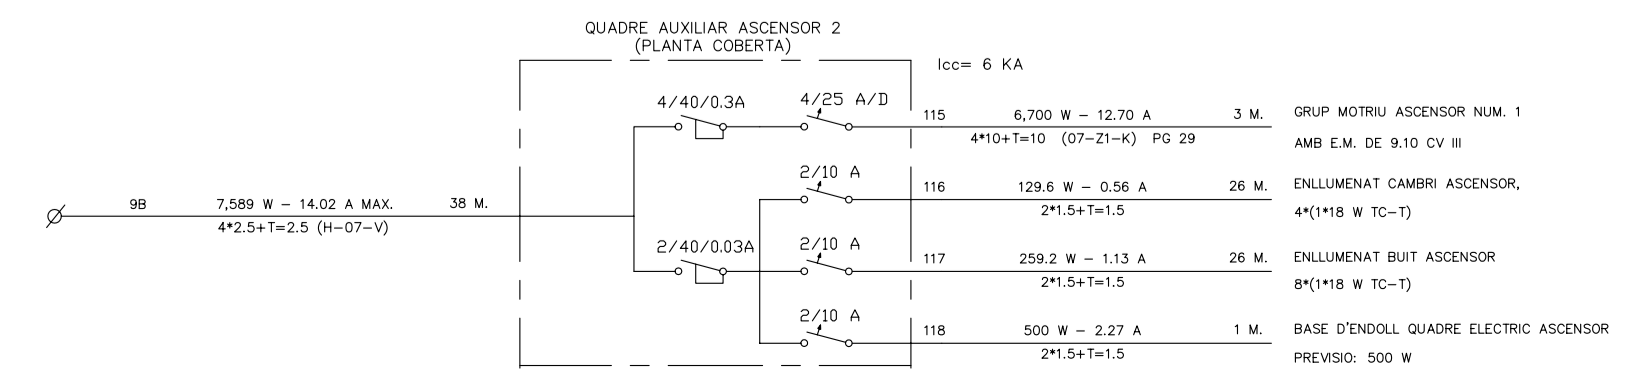 QUADRE AUXILIAR ASCENSOR 2
(PLANTA COBERTA)
Icc= 6 KA
4/40/0.3A
4/25 A/D
115
6,700 W – 12.70 A
3 M.
GRUP MOTRIU ASCENSOR NUM. 1
4*10+T=10 (07-Z1-K) PG 29
AMB E.M. DE 9.10 CV III
2/10 A
116
129.6 W – 0.56 A
26 M.
ENLLUMENAT CAMBRI ASCENSOR,
2*1.5+T=1.5
4*(1*18 W TC-T)
9B
7,589 W – 14.02 A MAX.
38 M.
4*2.5+T=2.5 (H-07-V)
2/40/0.03A
2/10 A
117
259.2 W – 1.13 A
26 M.
ENLLUMENAT BUIT ASCENSOR
2*1.5+T=1.5
8*(1*18 W TC-T)
2/10 A
118
500 W – 2.27 A
1 M.
BASE D'ENDOLL QUADRE ELECTRIC ASCENSOR
2*1.5+T=1.5
PREVISIO: 500 W